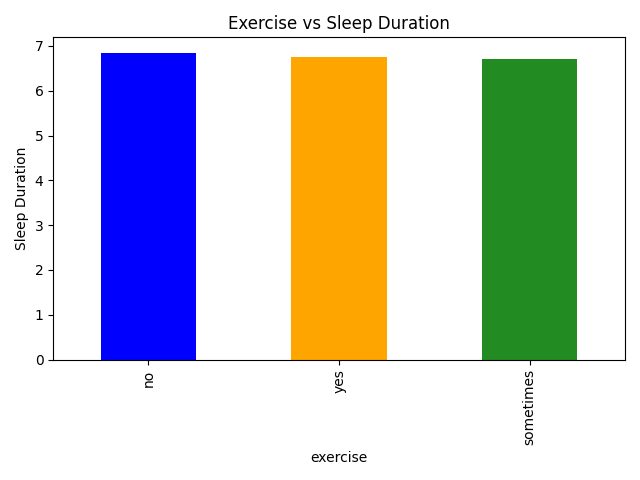 Exercise vs Sleep Duration
Sleep Duration
7
6
5
4
3
2
1
0
no
yes
sometimes
exercise